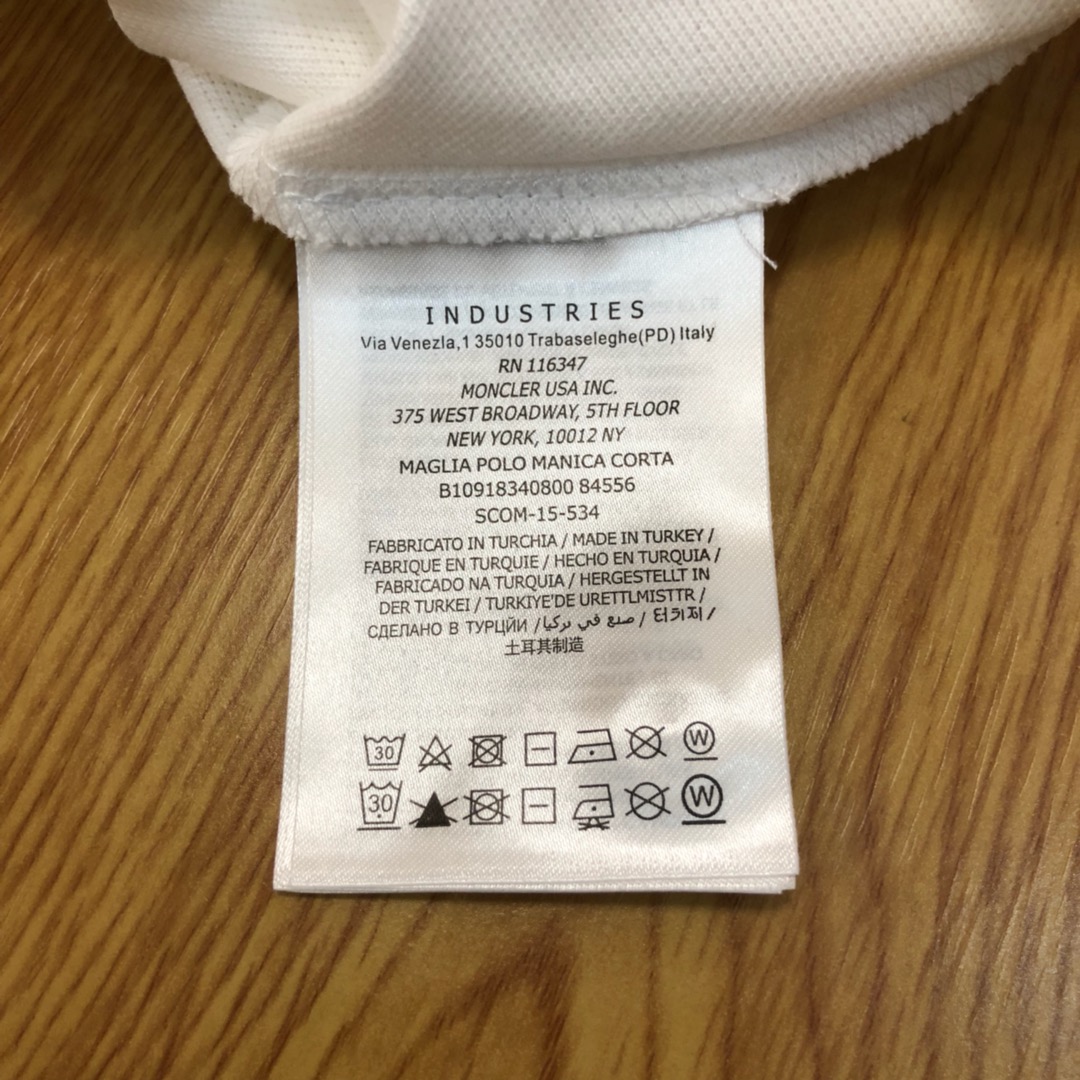 INDUSTRIES
Via Venezla,1 35010 Trabaseleghe(PD) Italy
RN 116347
MONCLER USA INC.
375 WEST BROADWAY, 5TH FLOOR
NEW YORK, 10012 NY
MAGLIA POLO MANICA CORTA
B10918340800 84556
SCOM-15-534
FABBRICATO IN TURCHIA / MADE IN TURKEY /
FABRIQUE EN TURQUIE / HECHO EN TURQUIA /
FABRICADO NA TURQUIA / HERGESTELLT IN
DER TURKEI / TURKIYE'DE URETTLMISTTR /
СДЕЛАНО В ТУРЦЙИ / صنع في تركيا / 터키제 /
土耳其制造
30 W
30 W